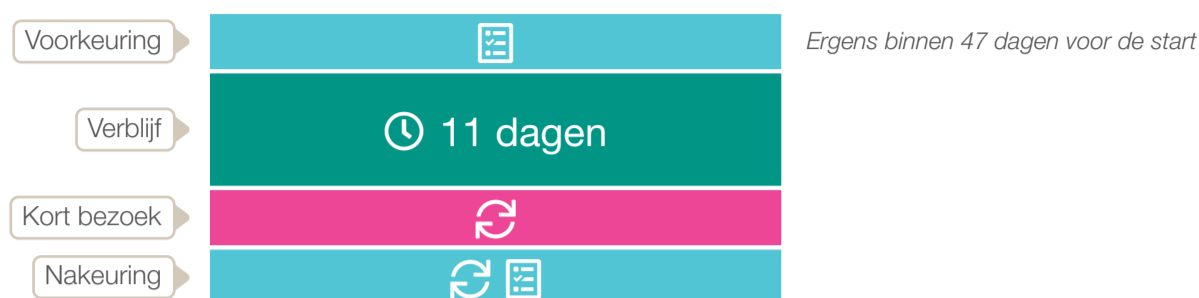 Voorkeuring
Ergens binnen 47 dagen voor de start
Verblijf
11 dagen
Kort bezoek
Nakeuring